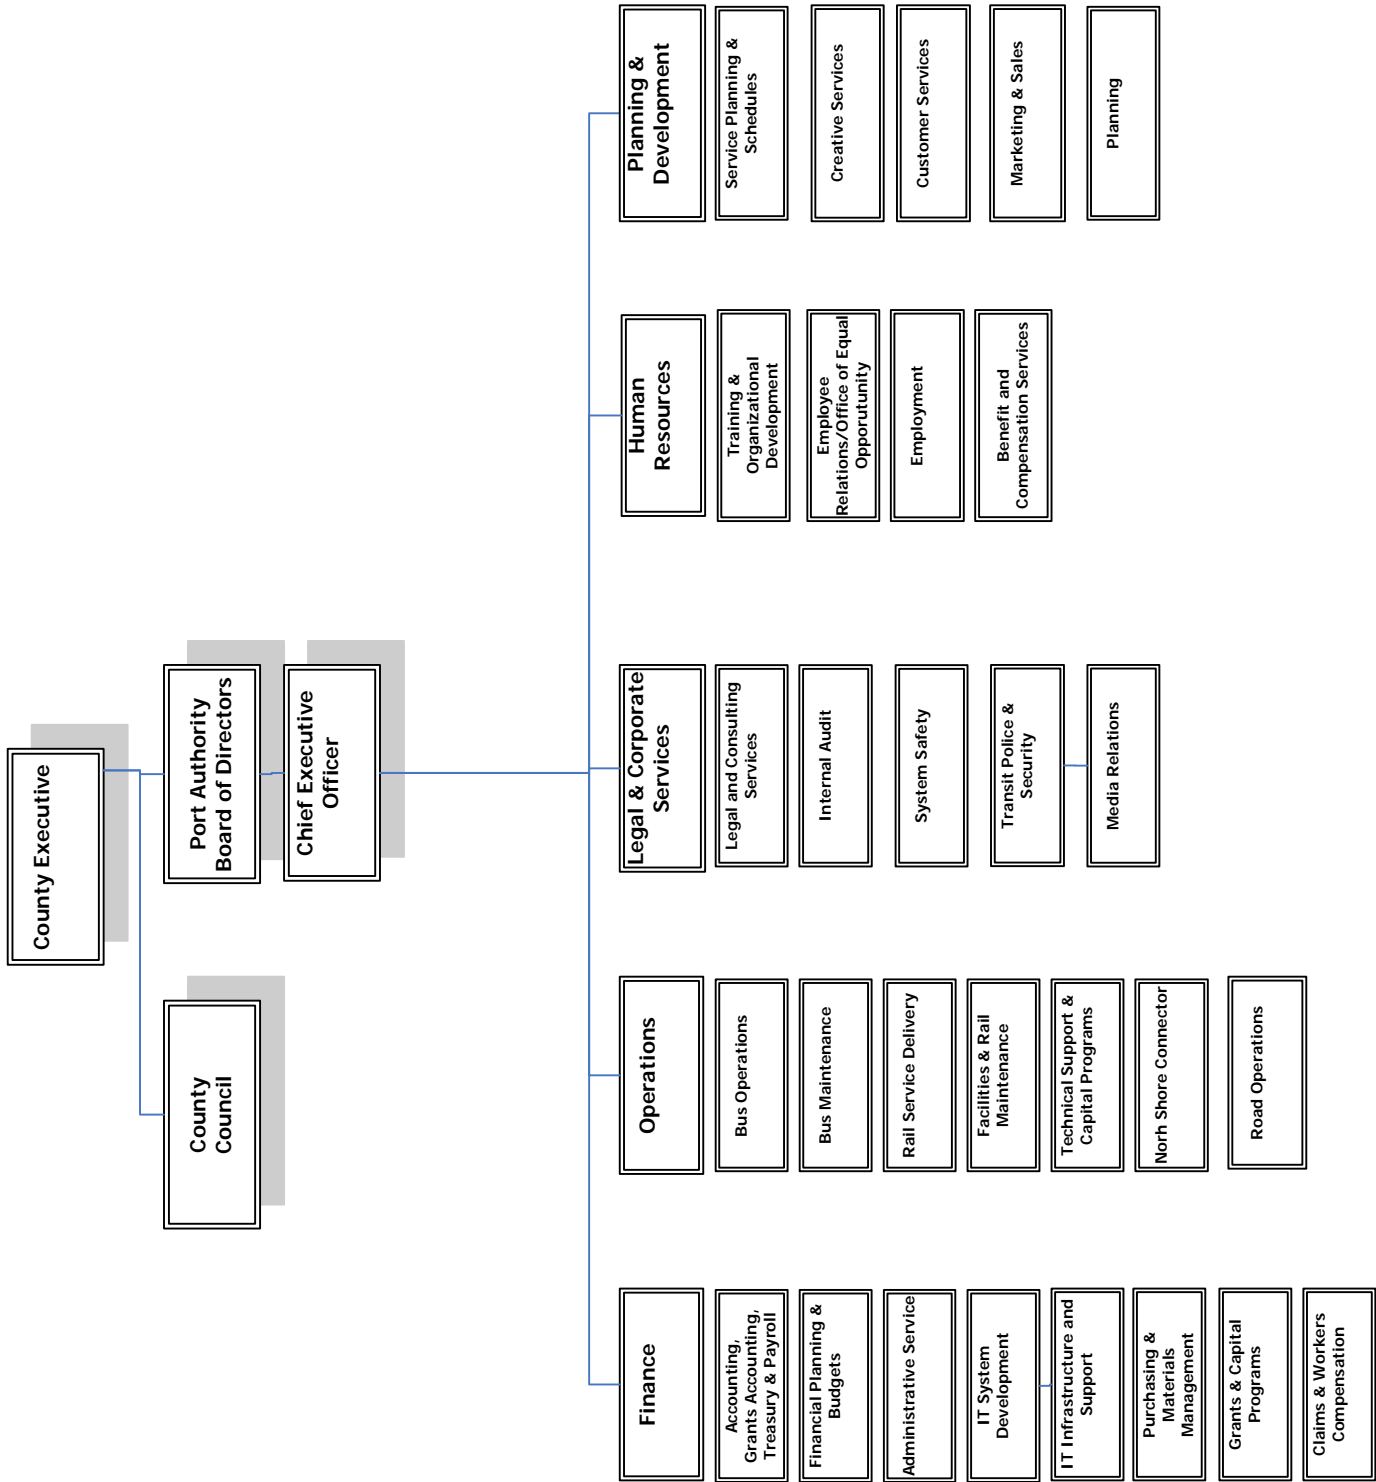 County Executive
County
Council
Port Authority
Board of Directors
Chief Executive
Officer
Finance
Accounting,
Grants Accounting,
Treasury & Payroll
Financial Planning &
Budgets
Administrative Service
IT System
Development
IT Infrastructure and
Support
Purchasing &
Materials
Management
Grants & Capital
Programs
Claims & Workers
Compensation
Operations
Bus Operations
Bus Maintenance
Rail Service Delivery
Facilities & Rail
Maintenance
Technical Support &
Capital Programs
Norh Shore Connector
Road Operations
Legal & Corporate
Services
Legal and Consulting
Services
Internal Audit
System Safety
Transit Police &
Security
Media Relations
Human
Resources
Training &
Organizational
Development
Employee
Relations/Office of Equal
Opporutunity
Employment
Benefit and
Compensation Services
Planning &
Development
Service Planning &
Schedules
Creative Services
Customer Services
Marketing & Sales
Planning